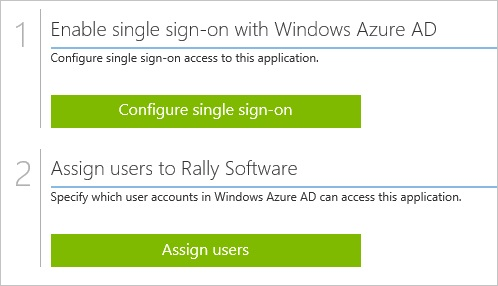 1
Enable single sign-on with Windows Azure AD
Configure single sign-on access to this application.
Configure single sign-on
2
Assign users to Rally Software
Specify which user accounts in Windows Azure AD can access this application.
Assign users